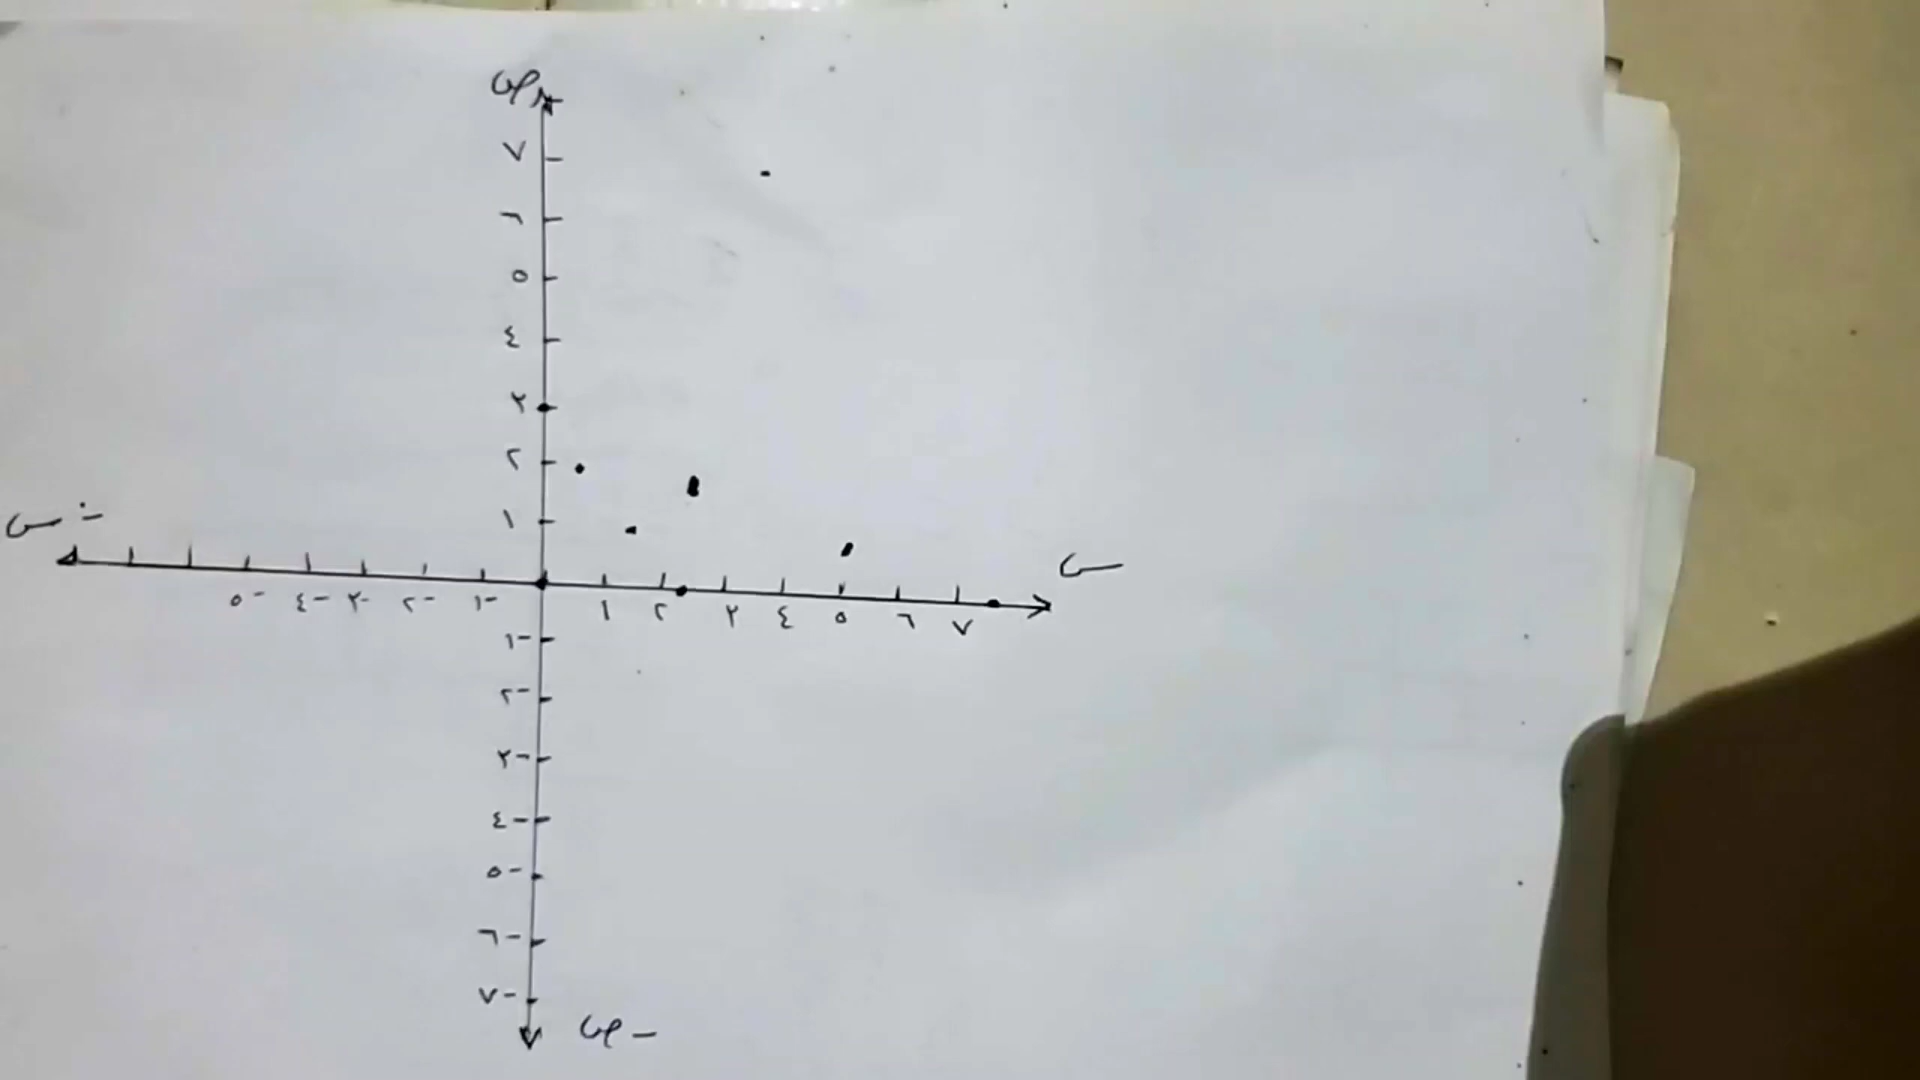 ص
٧
٦
٥
٤
٣
٢
١
س -
س
-٥ -٤ -٣ -٢ -١ ١ ٢ ٣ ٤ ٥ ٦ ٧
-١
-٢
-٣
-٤
-٥
-٦
-٧
- ص